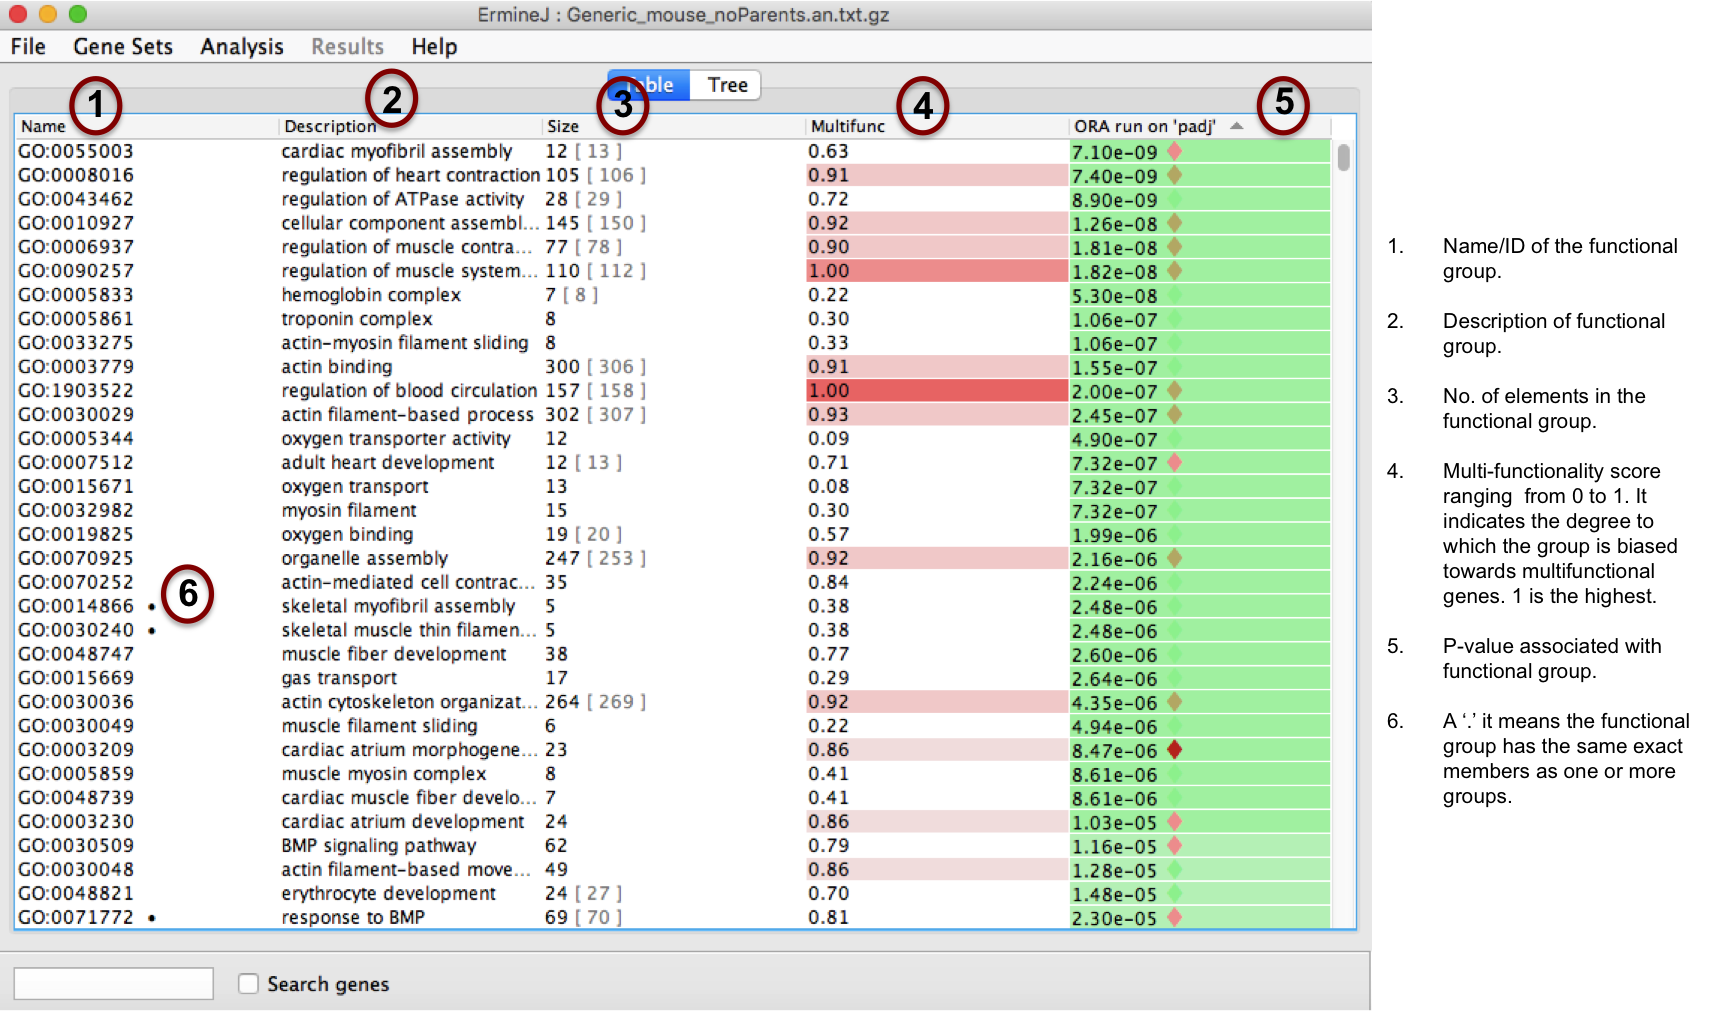 ErmineJ : Generic_mouse_noParents.an.txt.gz
File Gene Sets Analysis Results Help
Table Tree
1 2 3 4 5
Name Description Size Multifunc ORA run on 'padj'
GO:0055003 cardiac myofibril assembly 12 [ 13 ] 0.63 7.10e-09
GO:0008016 regulation of heart contraction 105 [ 106 ] 0.91 7.40e-09
GO:0043462 regulation of ATPase activity 28 [ 29 ] 0.72 8.90e-09
GO:0010927 cellular component assembl... 145 [ 150 ] 0.92 1.26e-08
GO:0006937 regulation of muscle contra... 77 [ 78 ] 0.90 1.81e-08
GO:0090257 regulation of muscle system... 110 [ 112 ] 1.00 1.82e-08
GO:0005833 hemoglobin complex 7 [ 8 ] 0.22 5.30e-08
GO:0005861 troponin complex 8 0.30 1.06e-07
GO:0033275 actin-myosin filament sliding 8 0.33 1.06e-07
GO:0003779 actin binding 300 [ 306 ] 0.91 1.55e-07
GO:1903522 regulation of blood circulation 157 [ 158 ] 1.00 2.00e-07
GO:0030029 actin filament-based process 302 [ 307 ] 0.93 2.45e-07
GO:0005344 oxygen transporter activity 12 0.09 4.90e-07
GO:0007512 adult heart development 12 [ 13 ] 0.71 7.32e-07
GO:0015671 oxygen transport 13 0.08 7.32e-07
GO:0032982 myosin filament 15 0.30 7.32e-07
GO:0019825 oxygen binding 19 [ 20 ] 0.57 1.99e-06
GO:0070925 organelle assembly 247 [ 253 ] 0.92 2.16e-06
GO:0070252 actin-mediated cell contrac... 35 0.84 2.24e-06
6
GO:0014866 • skeletal myofibril assembly 5 0.38 2.48e-06
GO:0030240 • skeletal muscle thin filamen... 5 0.38 2.48e-06
GO:0048747 muscle fiber development 38 0.77 2.60e-06
GO:0015669 gas transport 17 0.29 2.64e-06
GO:0030036 actin cytoskeleton organizat... 264 [ 269 ] 0.92 4.35e-06
GO:0030049 muscle filament sliding 6 0.22 4.94e-06
GO:0003209 cardiac atrium morphogene... 23 0.86 8.47e-06
GO:0005859 muscle myosin complex 8 0.41 8.61e-06
GO:0048739 cardiac muscle fiber develo... 7 0.41 8.61e-06
GO:0003230 cardiac atrium development 24 0.86 1.03e-05
GO:0030509 BMP signaling pathway 62 0.79 1.16e-05
GO:0030048 actin filament-based move... 49 0.86 1.28e-05
GO:0048821 erythrocyte development 24 [ 27 ] 0.70 1.48e-05
GO:0071772 • response to BMP 69 [ 70 ] 0.81 2.30e-05
Search genes
1. Name/ID of the functional
group.
2. Description of functional
group.
3. No. of elements in the
functional group.
4. Multi-functionality score
ranging from 0 to 1. It
indicates the degree to
which the group is biased
towards multifunctional
genes. 1 is the highest.
5. P-value associated with
functional group.
6. A ‘.’ it means the functional
group has the same exact
members as one or more
groups.